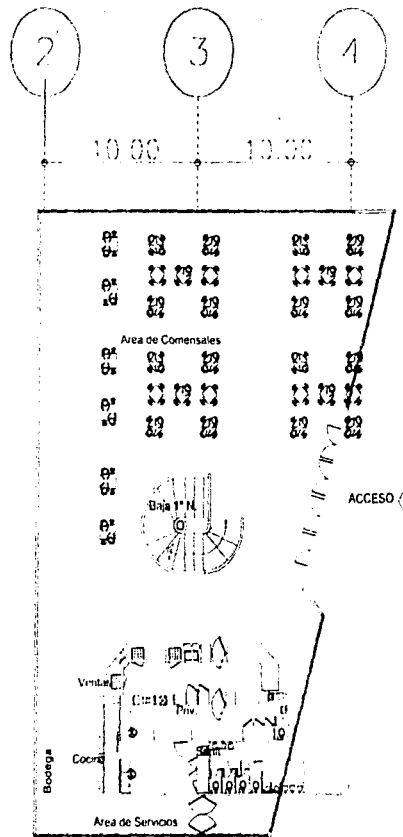 2 3 4
10.00 10.00
Area de Comensales
Baja 1° N.
ACCESO
Ventas
Priv.
Cocina
Bodega
Area de Servicios